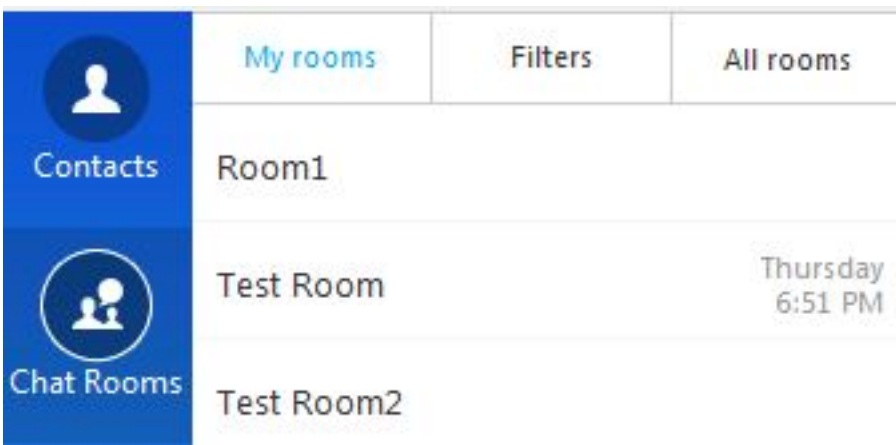 My rooms
Filters
All rooms
Contacts
Room1
Test Room
Thursday
6:51 PM
Chat Rooms
Test Room2